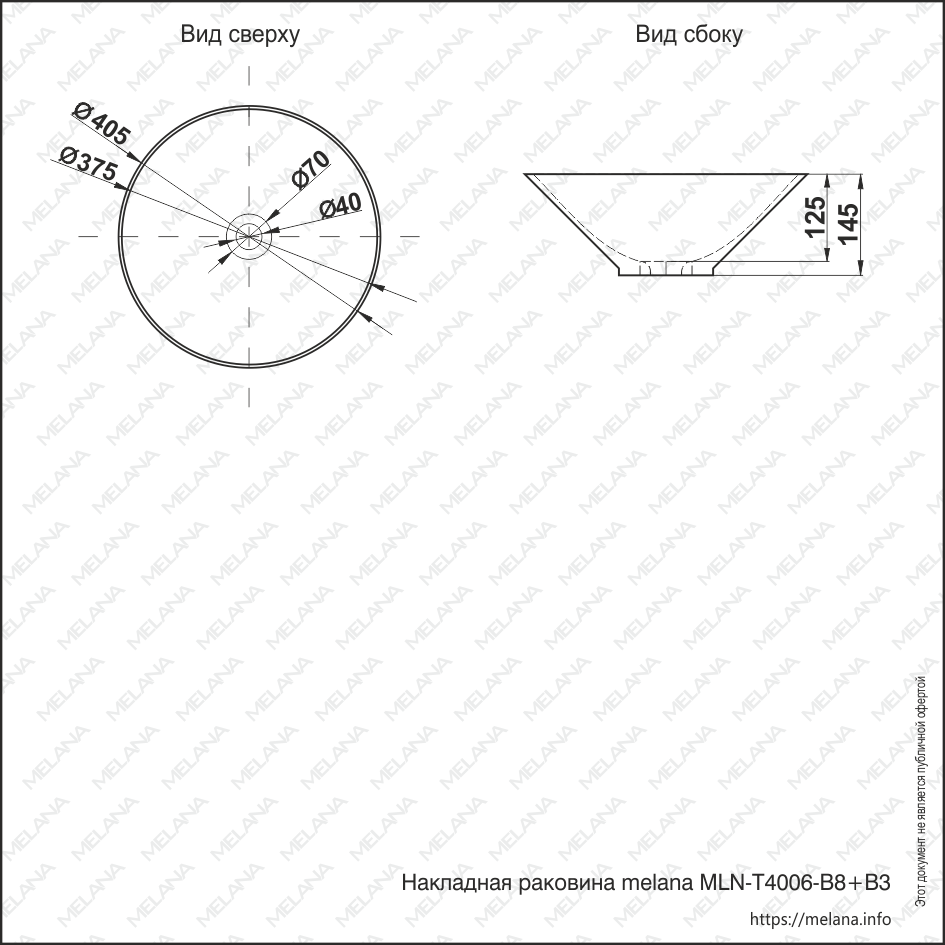 Вид сверху
Вид сбоку
Ø405
Ø375
Ø70
Ø40
125
145
Накладная раковина melana MLN-T4006-B8+B3
https://melana.info
Этот документ не является публичной офертой
MELANA